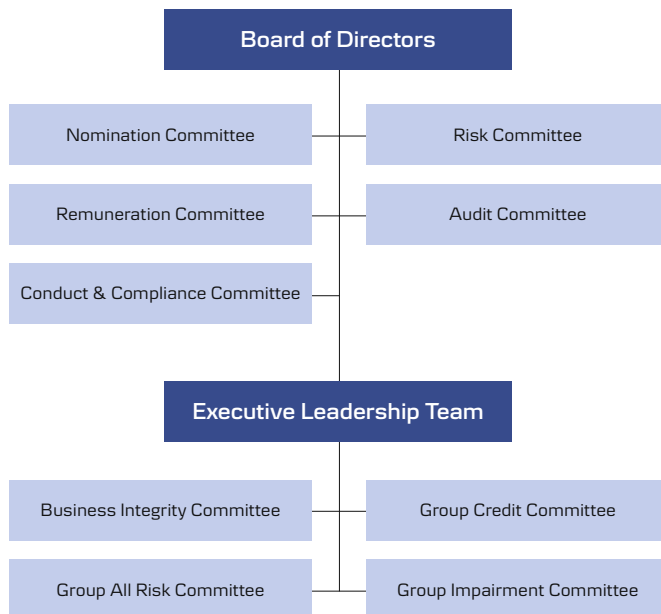 Board of Directors
Nomination Committee
Risk Committee
Remuneration Committee
Audit Committee
Conduct & Compliance Committee
Executive Leadership Team
Business Integrity Committee
Group Credit Committee
Group All Risk Committee
Group Impairment Committee